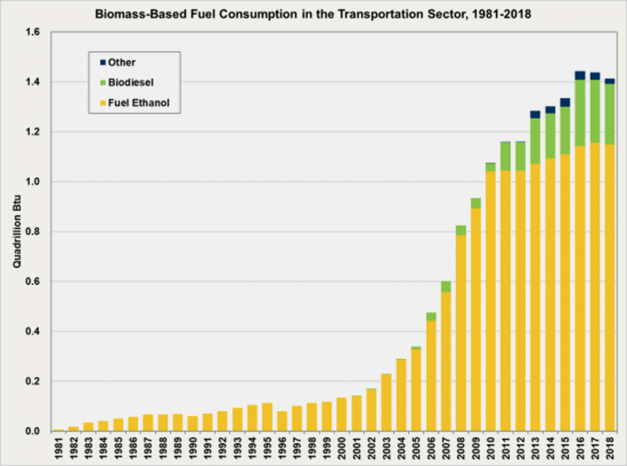 Biomass-Based Fuel Consumption in the Transportation Sector, 1981-2018
1.6
Other
Biodiesel
Fuel Ethanol
1.4
1.2
1.0
0.8
0.6
0.4
0.2
0.0
Quadrillion Btu
1981 1982 1983 1984 1985 1986 1987 1988 1989 1990 1991 1992 1993 1994 1995 1996 1997 1998 1999 2000 2001 2002 2003 2004 2005 2006 2007 2008 2009 2010 2011 2012 2013 2014 2015 2016 2017 2018